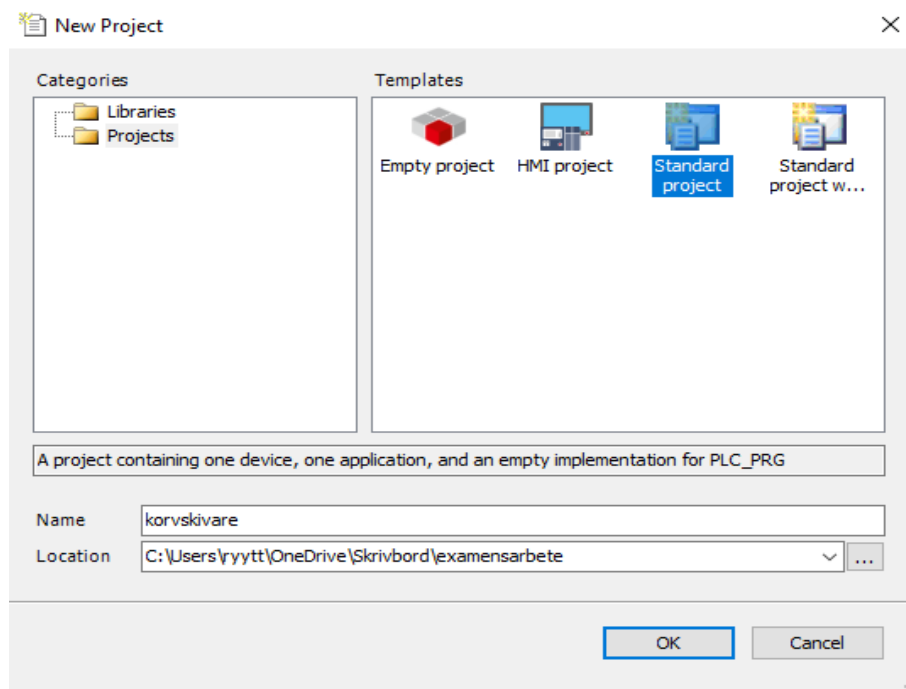 New Project
Categories
Templates
Libraries
Projects
Empty project
HMI project
Standard
project
Standard
project w...
A project containing one device, one application, and an empty implementation for PLC_PRG
Name
korvskivare
Location
C:\Users\ryytt\OneDrive\Skrivbord\examensarbete
...
OK
Cancel